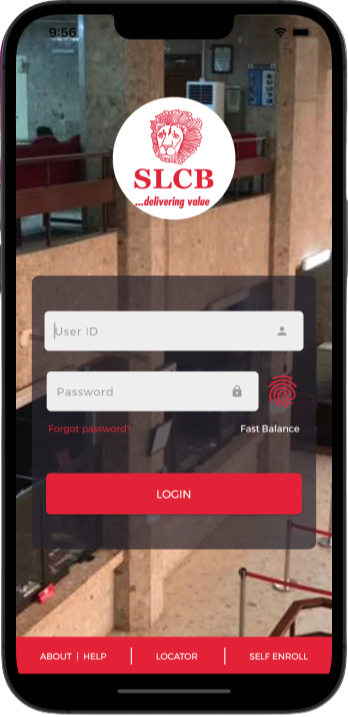 9:56
SLCB
...delivering value
User ID
Password
Forgot password?
Fast Balance
LOGIN
ABOUT | HELP
LOCATOR
SELF ENROLL